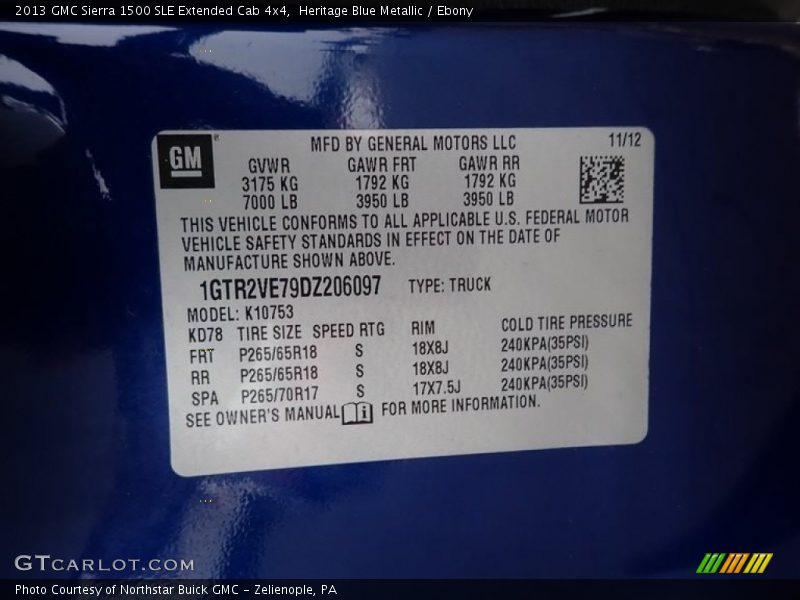 2013 GMC Sierra 1500 SLE Extended Cab 4x4, Heritage Blue Metallic / Ebony
GM
MFD BY GENERAL MOTORS LLC 11/12
GVWR GAWR FRT GAWR RR
3175 KG 1792 KG 1792 KG
7000 LB 3950 LB 3950 LB
THIS VEHICLE CONFORMS TO ALL APPLICABLE U.S. FEDERAL MOTOR
VEHICLE SAFETY STANDARDS IN EFFECT ON THE DATE OF
MANUFACTURE SHOWN ABOVE.
1GTR2VE79DZ206097 TYPE: TRUCK
MODEL: K10753
KD78 TIRE SIZE SPEED RTG RIM COLD TIRE PRESSURE
FRT P265/65R18 S 18X8J 240KPA(35PSI)
RR P265/65R18 S 18X8J 240KPA(35PSI)
SPA P265/70R17 S 17X7.5J 240KPA(35PSI)
SEE OWNER'S MANUAL i FOR MORE INFORMATION.
GTCARLOT.COM
Photo Courtesy of Northstar Buick GMC - Zelienople, PA